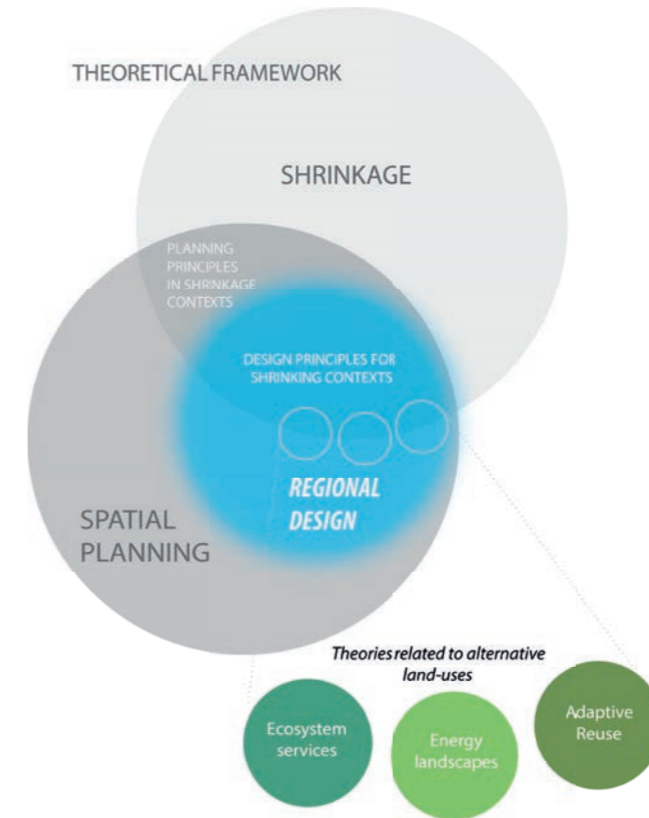 THEORETICAL FRAMEWORK
SHRINKAGE
PLANNING
PRINCIPLES
IN SHRINKAGE
CONTEXTS
DESIGN PRINCIPLES FOR
SHRINKING CONTEXTS
REGIONAL
DESIGN
SPATIAL
PLANNING
Theories related to alternative
land-uses
Ecosystem
services
Energy
landscapes
Adaptive
Reuse